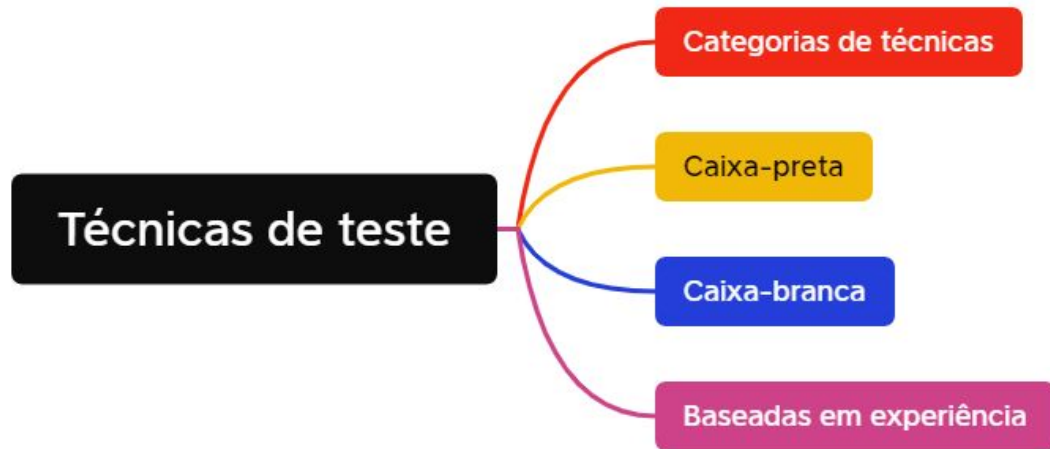 Técnicas de teste
Categorias de técnicas
Caixa-preta
Caixa-branca
Baseadas em experiência